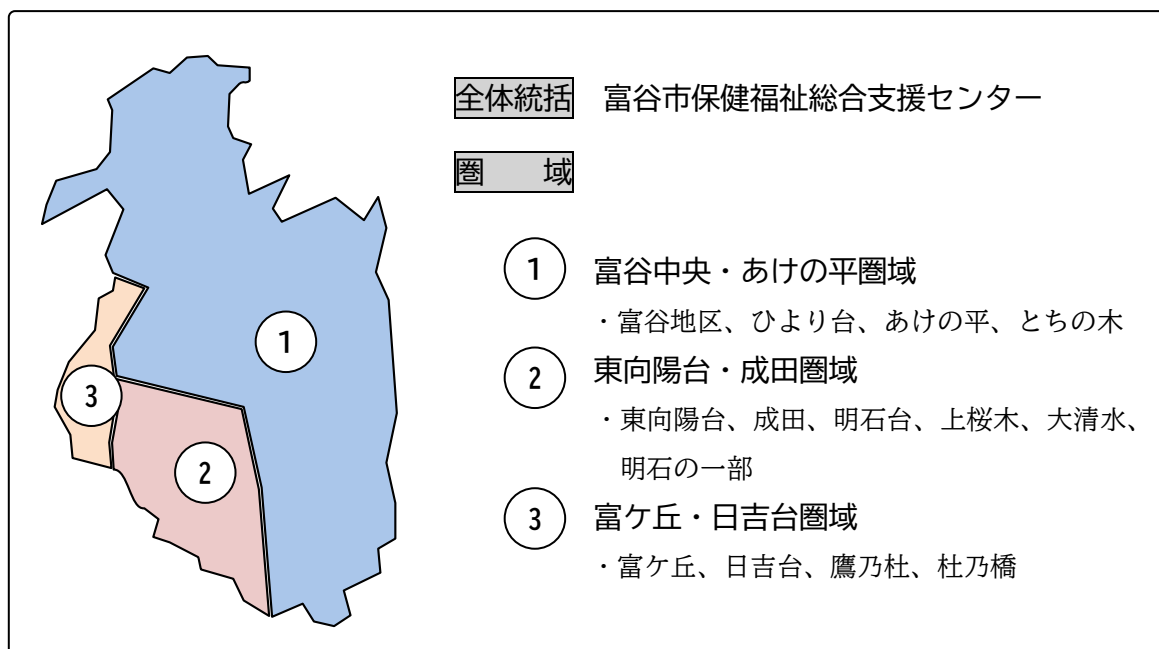 全体統括 富谷市保健福祉総合支援センター
圏 域
1 富谷中央・あけの平圏域
・富谷地区、ひより台、あけの平、とちの木
2 東向陽台・成田圏域
・東向陽台、成田、明石台、上桜木、大清水、
明石の一部
3 富ケ丘・日吉台圏域
・富ケ丘、日吉台、鷹乃杜、杜乃橋
1
3
2